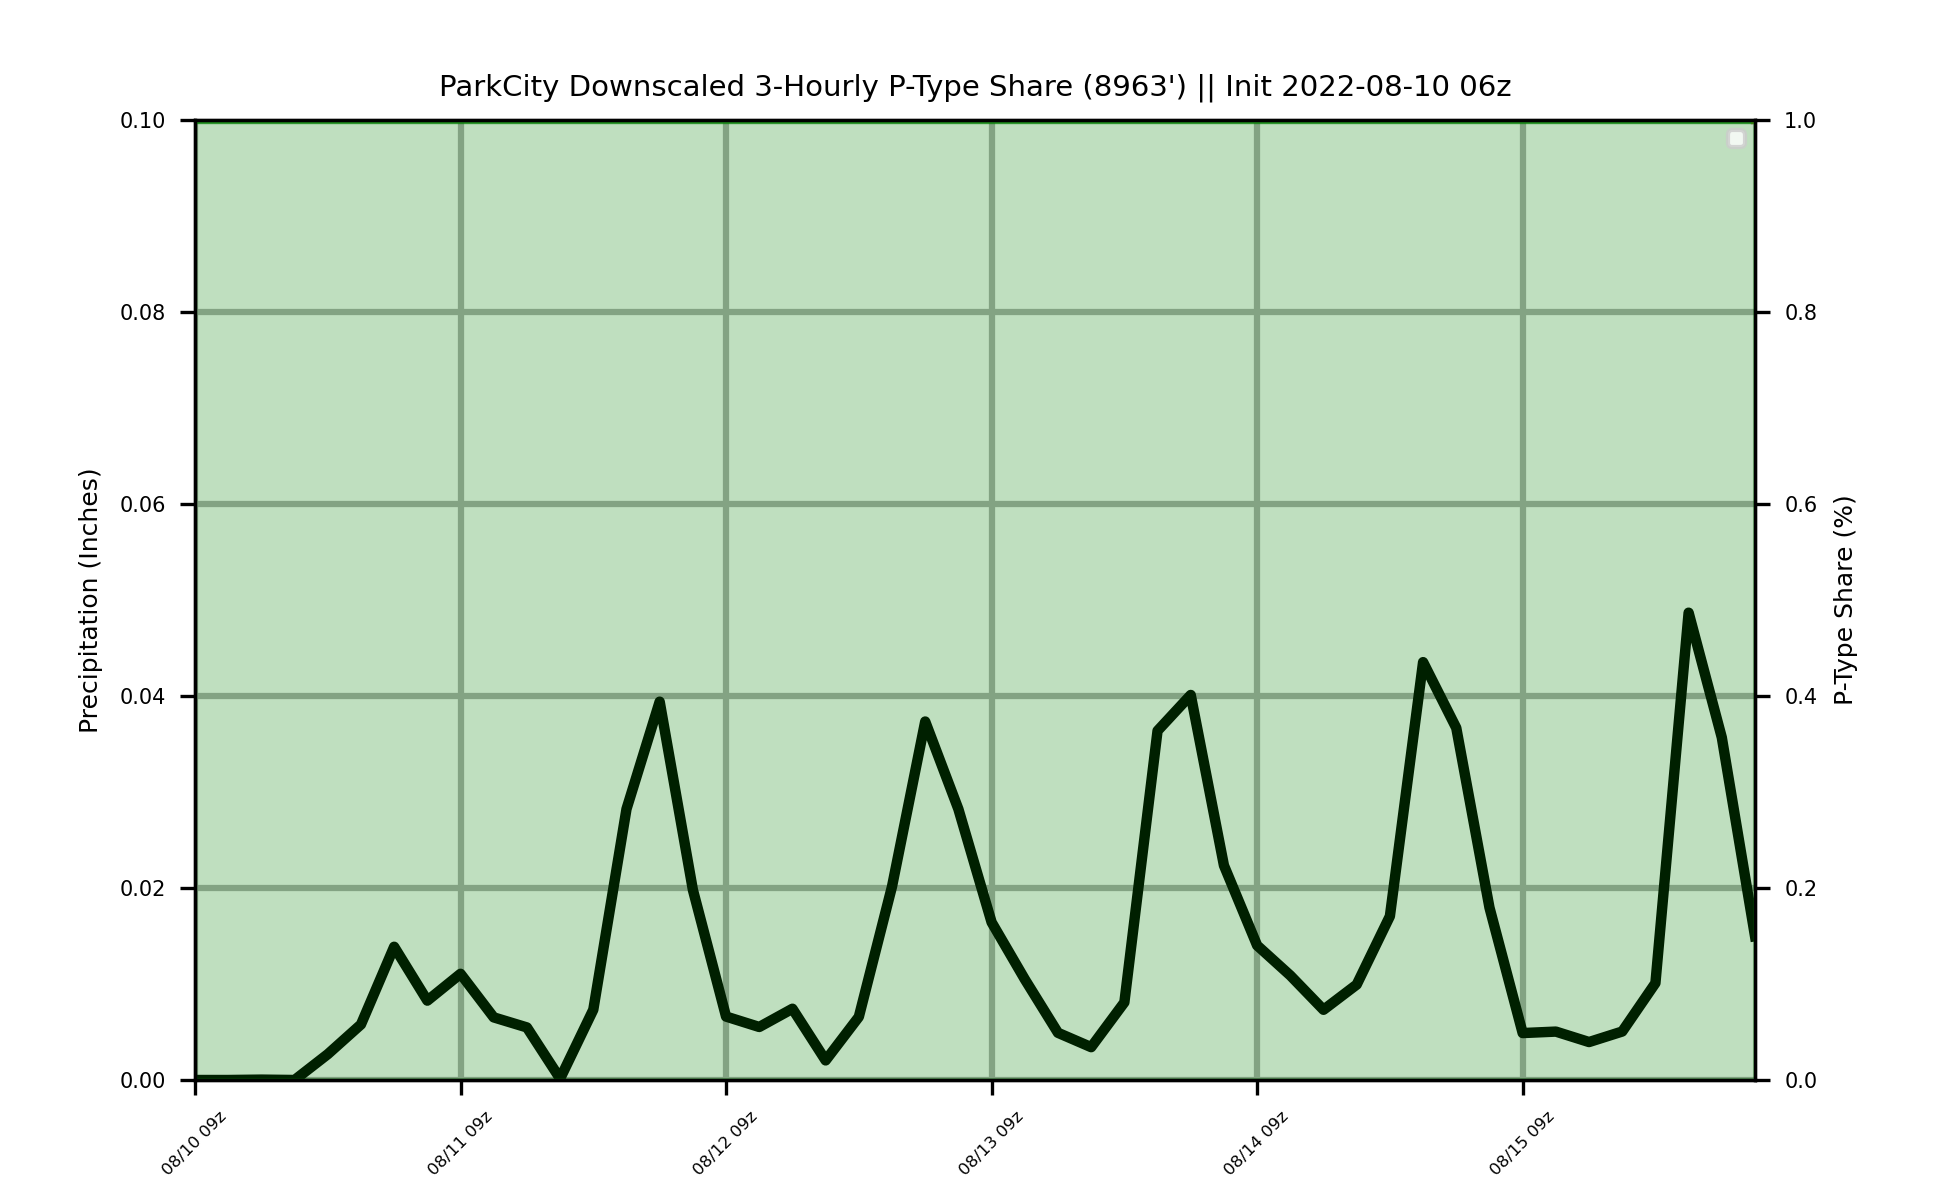 ParkCity Downscaled 3-Hourly P-Type Share (8963') || Init 2022-08-10 06z
0.10
0.08
0.06
0.04
0.02
0.00
Precipitation (Inches)
1.0
0.8
0.6
0.4
0.2
0.0
P-Type Share (%)
08/10 09z
08/11 09z
08/12 09z
08/13 09z
08/14 09z
08/15 09z